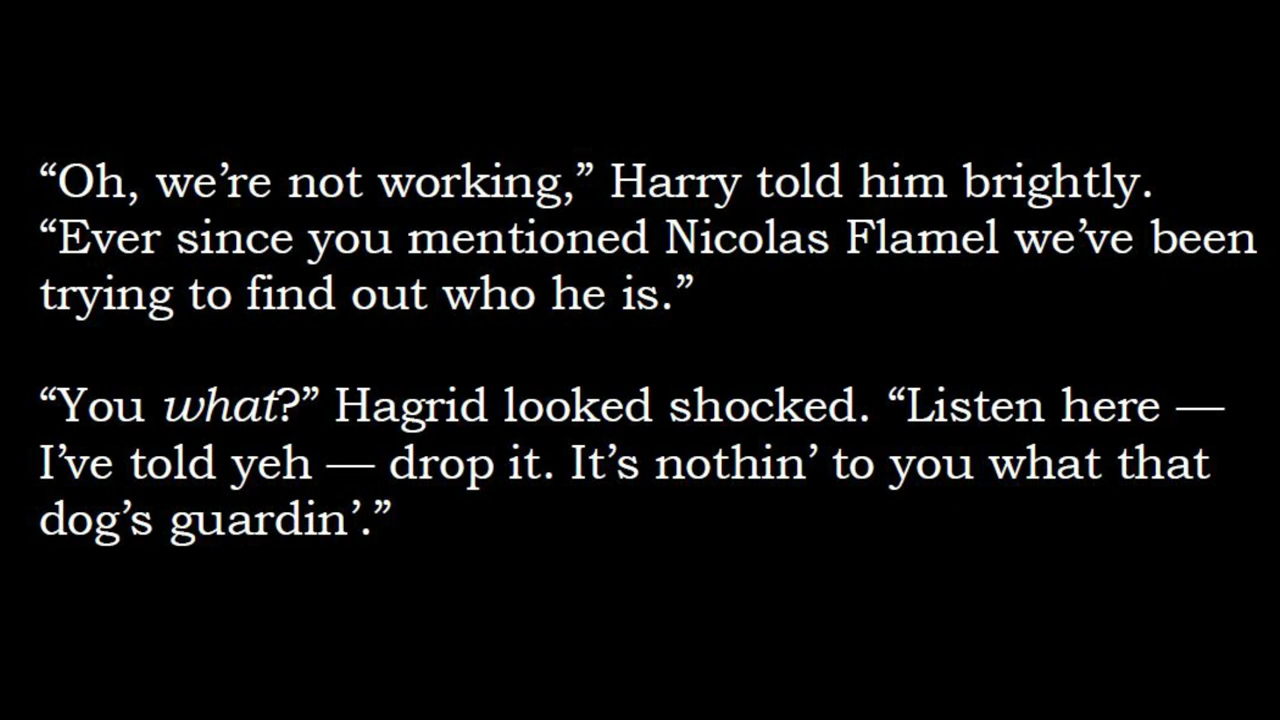 “Oh, we’re not working,” Harry told him brightly.
“Ever since you mentioned Nicolas Flamel we’ve been
trying to find out who he is.”
“You what?” Hagrid looked shocked. “Listen here —
I’ve told yeh — drop it. It’s nothin’ to you what that
dog’s guardin’.”